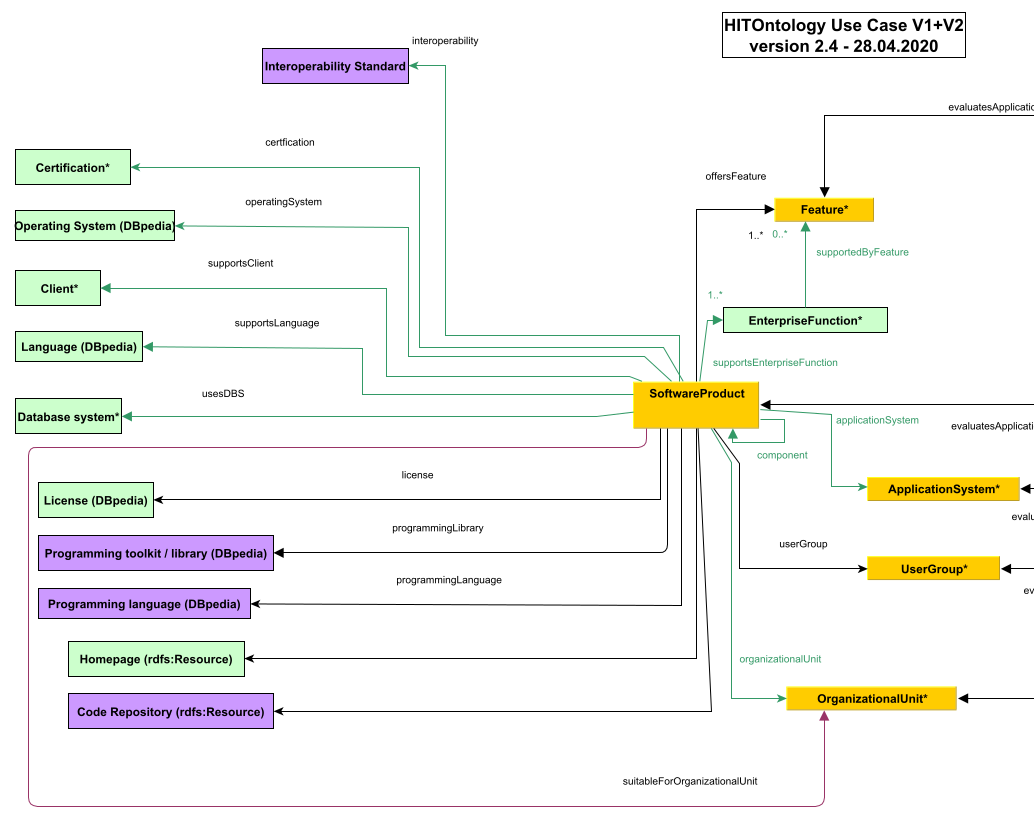 HITOntology Use Case V1+V2
version 2.4 - 28.04.2020
interoperability
Interoperability Standard
evaluatesApplicatio
certfication
Certification*
offersFeature
operatingSystem
Feature*
Operating System (DBpedia)
1..*
0..*
supportedByFeature
supportsClient
Client*
1..*
EnterpriseFunction*
supportsLanguage
Language (DBpedia)
supportsEnterpriseFunction
usesDBS
SoftwareProduct
Database system*
applicationSystem
evaluatesApplicati
component
license
License (DBpedia)
ApplicationSystem*
evalu
programmingLibrary
Programming toolkit / library (DBpedia)
userGroup
UserGroup*
programmingLanguage
Programming language (DBpedia)
ev
Homepage (rdfs:Resource)
organizationalUnit
OrganizationalUnit*
Code Repository (rdfs:Resource)
suitableForOrganizationalUnit